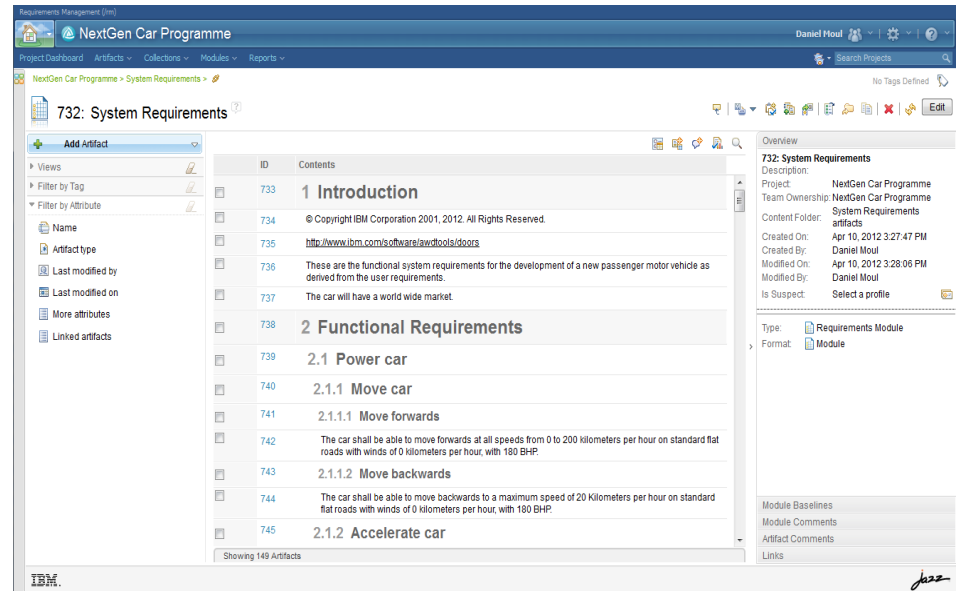 Requirements Management (/rm)
NextGen Car Programme
Daniel Moul
Project Dashboard Artifacts Collections Modules Reports
Search Projects
NextGen Car Programme > System Requirements >
No Tags Defined
732: System Requirements ?
Edit
Add Artifact
Views
Filter by Tag
Filter by Attribute
Name
Artifact type
Last modified by
Last modified on
More attributes
Linked artifacts
ID Contents
733 1 Introduction
734 © Copyright IBM Corporation 2001, 2012. All Rights Reserved.
735 http://www.ibm.com/software/awdtools/doors
736 These are the functional system requirements for the development of a new passenger motor vehicle as
derived from the user requirements.
737 The car will have a world wide market.
738 2 Functional Requirements
739 2.1 Power car
740 2.1.1 Move car
741 2.1.1.1 Move forwards
742 The car shall be able to move forwards at all speeds from 0 to 200 kilometers per hour on standard flat
roads with winds of 0 kilometers per hour, with 180 BHP.
743 2.1.1.2 Move backwards
744 The car shall be able to move backwards to a maximum speed of 20 Kilometers per hour on standard
flat roads with winds of 0 kilometers per hour, with 180 BHP.
745 2.1.2 Accelerate car
Showing 149 Artifacts
Overview
732: System Requirements
Description:
Project: NextGen Car Programme
Team Ownership: NextGen Car Programme
Content Folder: System Requirements
artifacts
Created On: Apr 10, 2012 3:27:47 PM
Created By: Daniel Moul
Modified On: Apr 10, 2012 3:28:06 PM
Modified By: Daniel Moul
Is Suspect: Select a profile
Type: Requirements Module
Format: Module
Module Baselines
Module Comments
Artifact Comments
Links
IBM.
jazz